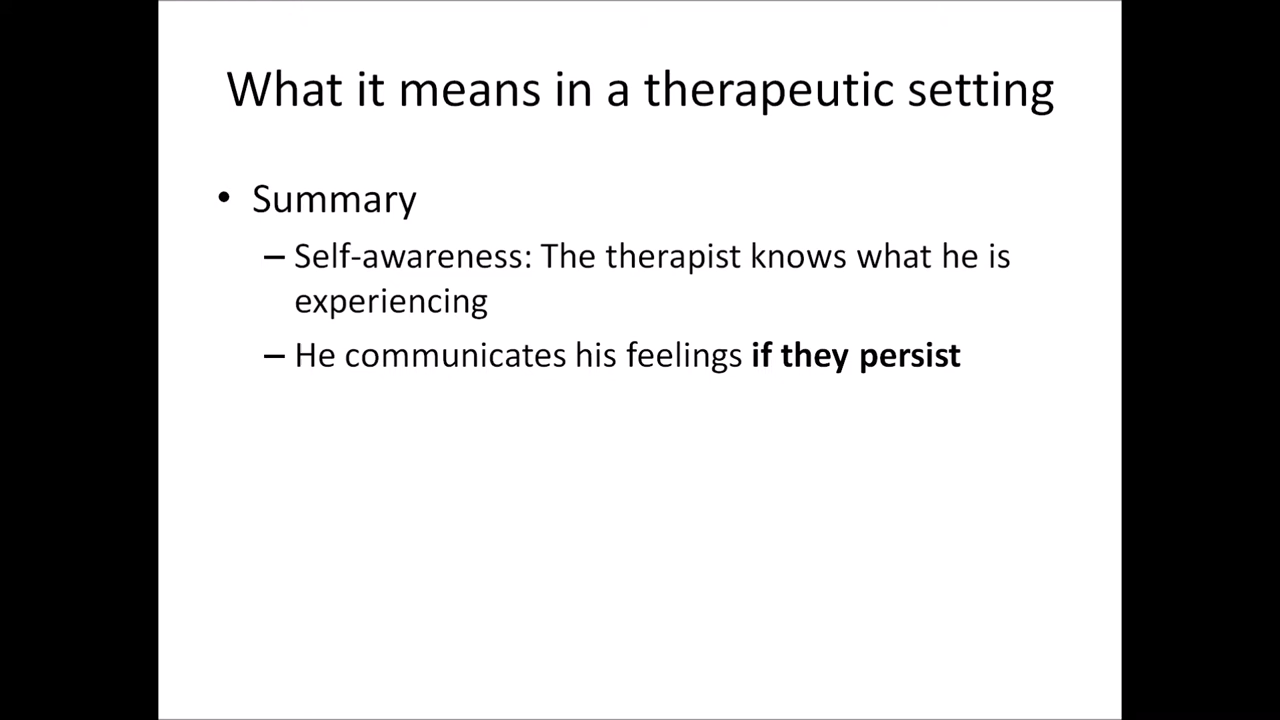 What it means in a therapeutic setting
• Summary
– Self-awareness: The therapist knows what he is
experiencing
– He communicates his feelings if they persist